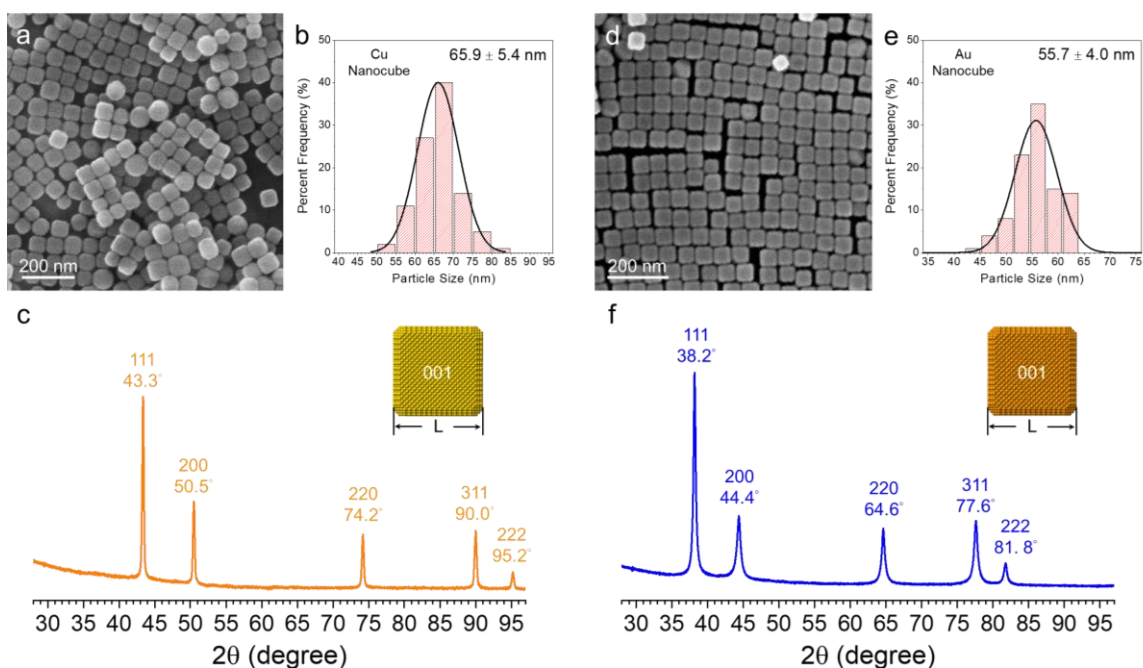 a
200 nm
b
Cu
Nanocube
65.9 ± 5.4 nm
Percent Frequency (%)
50
40
30
20
10
0
40 45 50 55 60 65 70 75 80 85 90 95
Particle Size (nm)
d
200 nm
e
Au
Nanocube
55.7 ± 4.0 nm
Percent Frequency (%)
50
40
30
20
10
0
35 40 45 50 55 60 65 70 75
Particle Size (nm)
c
111
43.3°
200
50.5°
220
74.2°
311
90.0°
222
95.2°
001
L
30 35 40 45 50 55 60 65 70 75 80 85 90 95
2θ (degree)
f
111
38.2°
200
44.4°
220
64.6°
311
77.6°
222
81. 8°
001
L
30 35 40 45 50 55 60 65 70 75 80 85 90 95
2θ (degree)